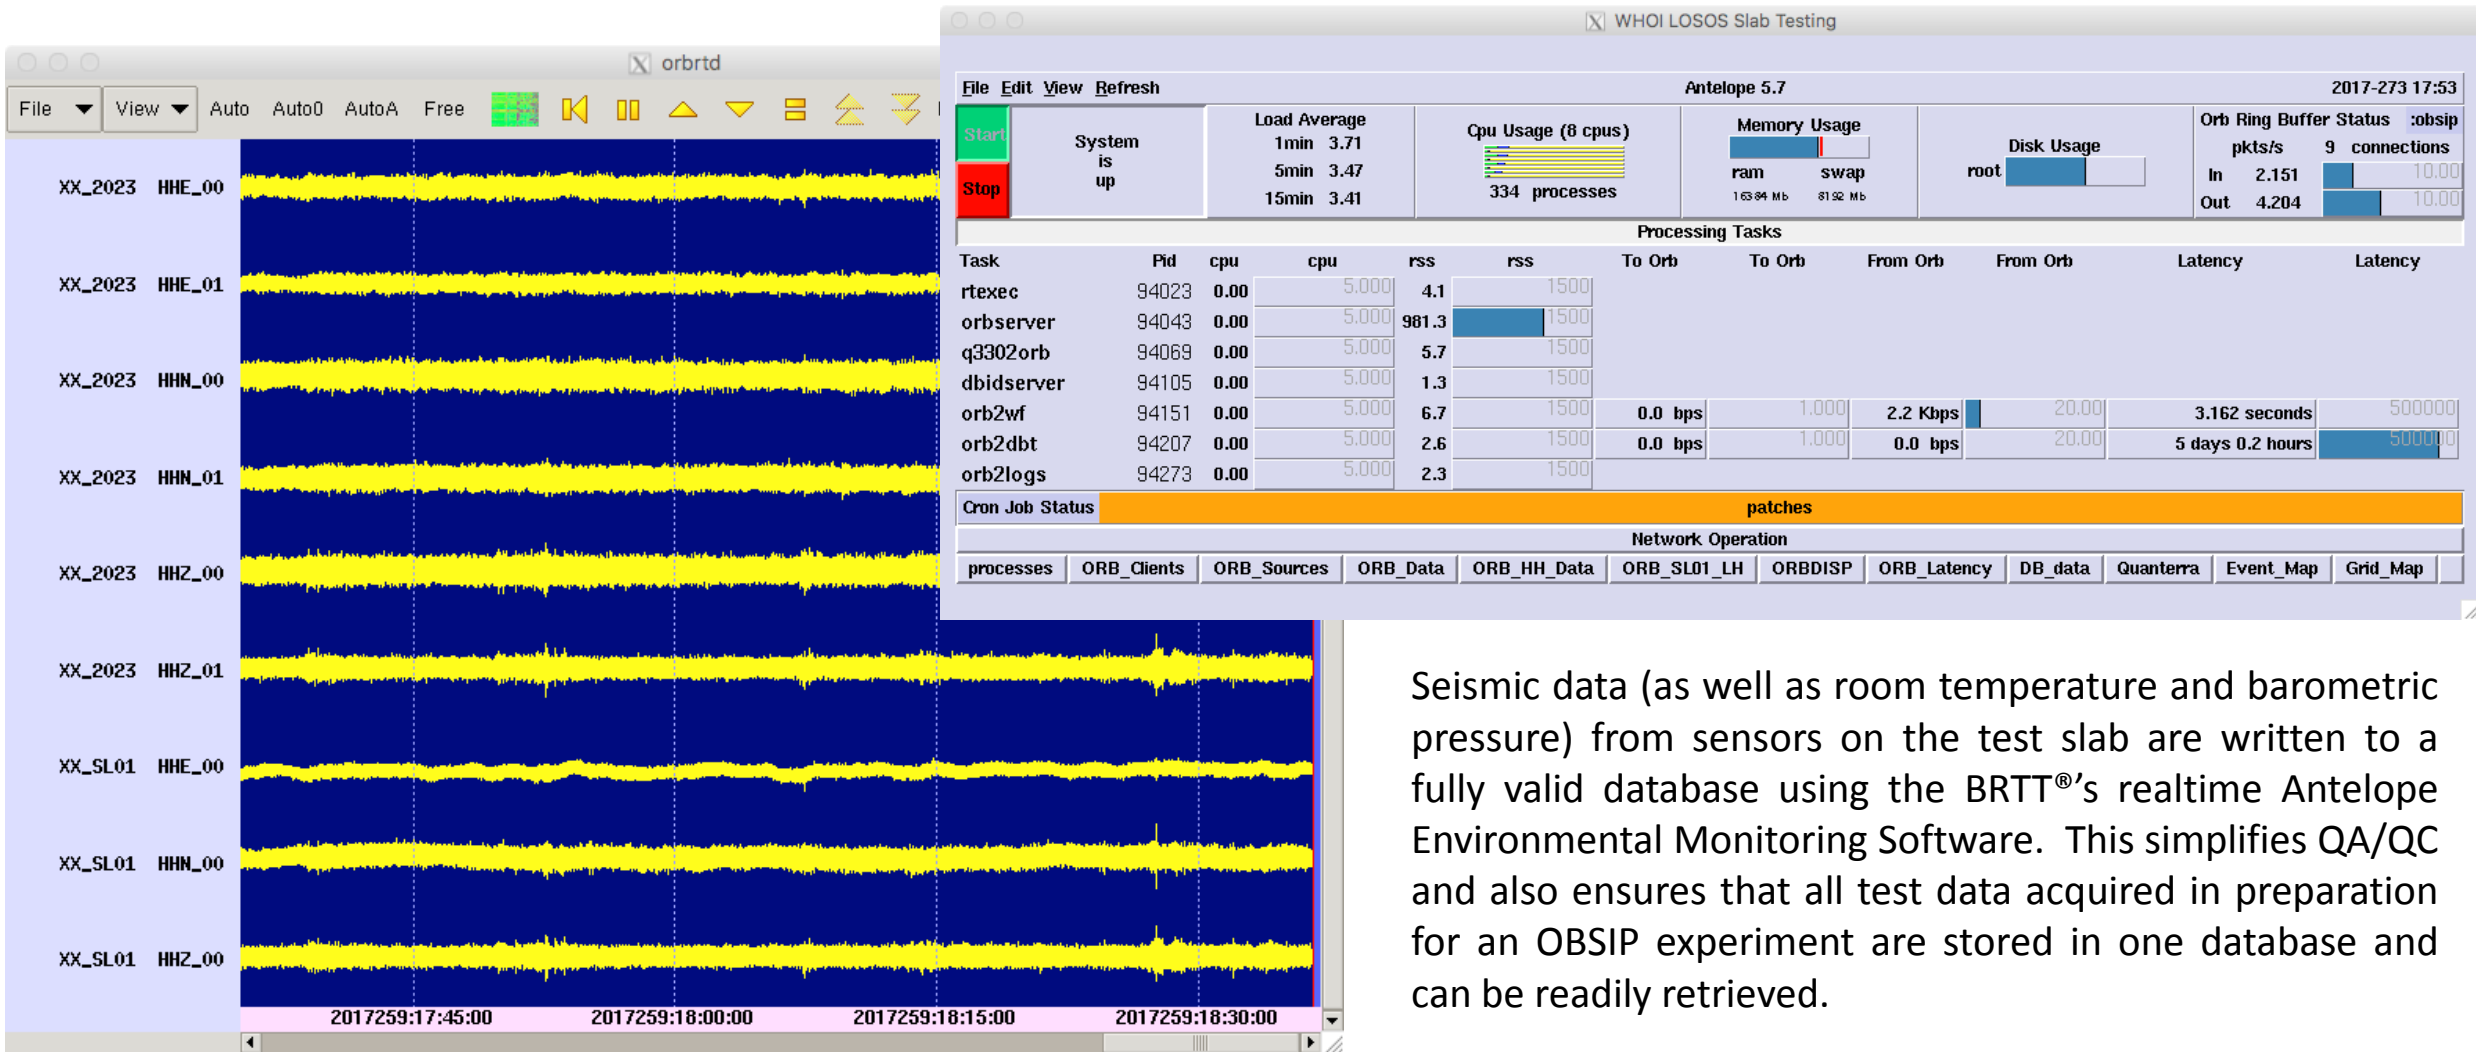 orbrtd
File View Auto Auto0 AutoA Free
XX_2023 HHE_00
XX_2023 HHE_01
XX_2023 HHN_00
XX_2023 HHN_01
XX_2023 HHZ_00
XX_2023 HHZ_01
XX_SL01 HHE_00
XX_SL01 HHN_00
XX_SL01 HHZ_00
2017259:17:45:00 2017259:18:00:00 2017259:18:15:00 2017259:18:30:00
WHOI LOSOS Slab Testing
File Edit View Refresh Antelope 5.7 2017-273 17:53
Start
Stop
System
is
up
Load Average
1min 3.71
5min 3.47
15min 3.41
Cpu Usage (8 cpus)
334 processes
Memory Usage
ram swap
16384 Mb 8192 Mb
Disk Usage
root
Orb Ring Buffer Status :obsip
pkts/s 9 connections
In 2.151 10.00
Out 4.204 10.00
Processing Tasks
Task Pid cpu cpu rss rss To Orb To Orb From Orb From Orb Latency Latency
rtexec 94023 0.00 5.000 4.1 1500
orbserver 94043 0.00 5.000 981.3 1500
q3302orb 94069 0.00 5.000 5.7 1500
dbidserver 94105 0.00 5.000 1.3 1500
orb2wf 94151 0.00 5.000 6.7 1500 0.0 bps 1.000 2.2 Kbps 20.00 3.162 seconds 500000
orb2dbt 94207 0.00 5.000 2.6 1500 0.0 bps 1.000 0.0 bps 20.00 5 days 0.2 hours 500000
orb2logs 94273 0.00 5.000 2.3 1500
Cron Job Status patches
Network Operation
processes ORB_Clients ORB_Sources ORB_Data ORB_HH_Data ORB_SL01_LH ORBDISP ORB_Latency DB_data Quanterra Event_Map Grid_Map
Seismic data (as well as room temperature and barometric
pressure) from sensors on the test slab are written to a
fully valid database using the BRTT®’s realtime Antelope
Environmental Monitoring Software. This simplifies QA/QC
and also ensures that all test data acquired in preparation
for an OBSIP experiment are stored in one database and
can be readily retrieved.